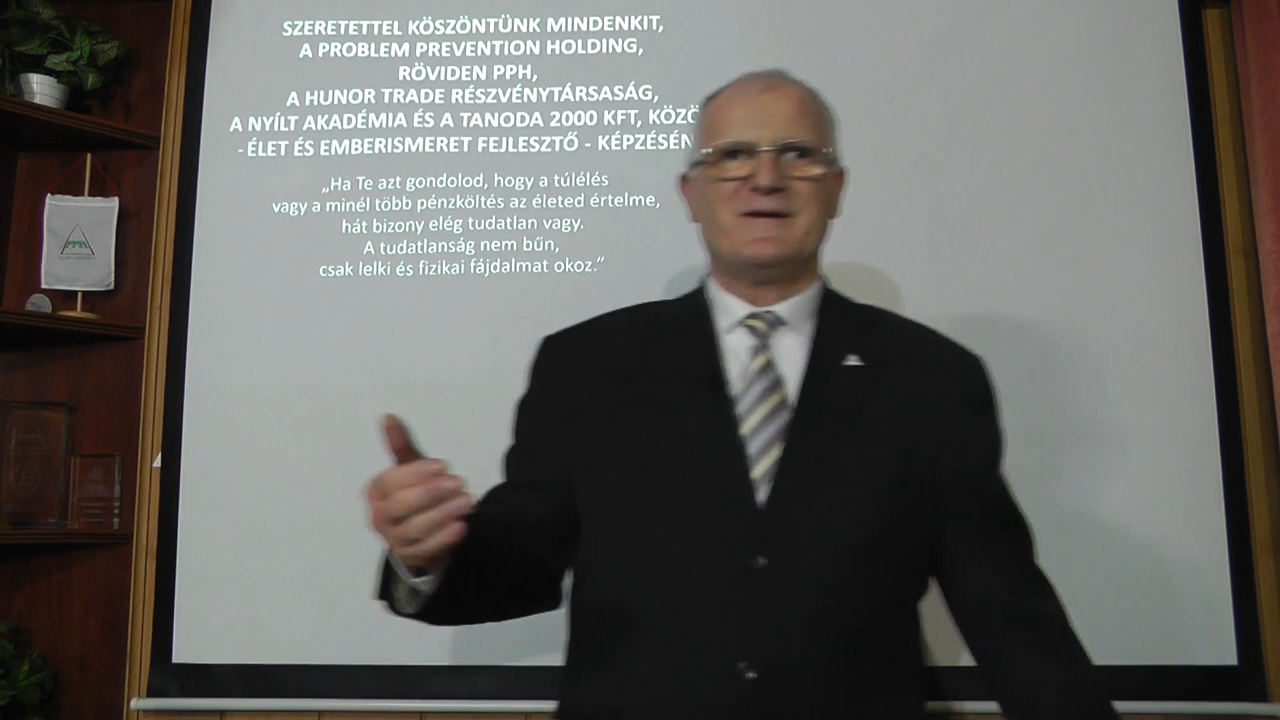 SZERETETTEL KÖSZÖNTÜNK MINDENKIT,
A PROBLEM PREVENTION HOLDING,
RÖVIDEN PPH,
A HUNOR TRADE RÉSZVÉNYTÁRSASÁG,
A NYÍLT AKADÉMIA ÉS A TANODA 2000 KFT, KÖZÖ
- ÉLET ÉS EMBERISMERET FEJLESZTŐ - KÉPZÉSÉN
„Ha Te azt gondolod, hogy a túlélés
vagy a minél több pénzköltés az életed értelme,
hát bizony elég tudatlan vagy.
A tudatlanság nem bűn,
csak lelki és fizikai fájdalmat okoz.”